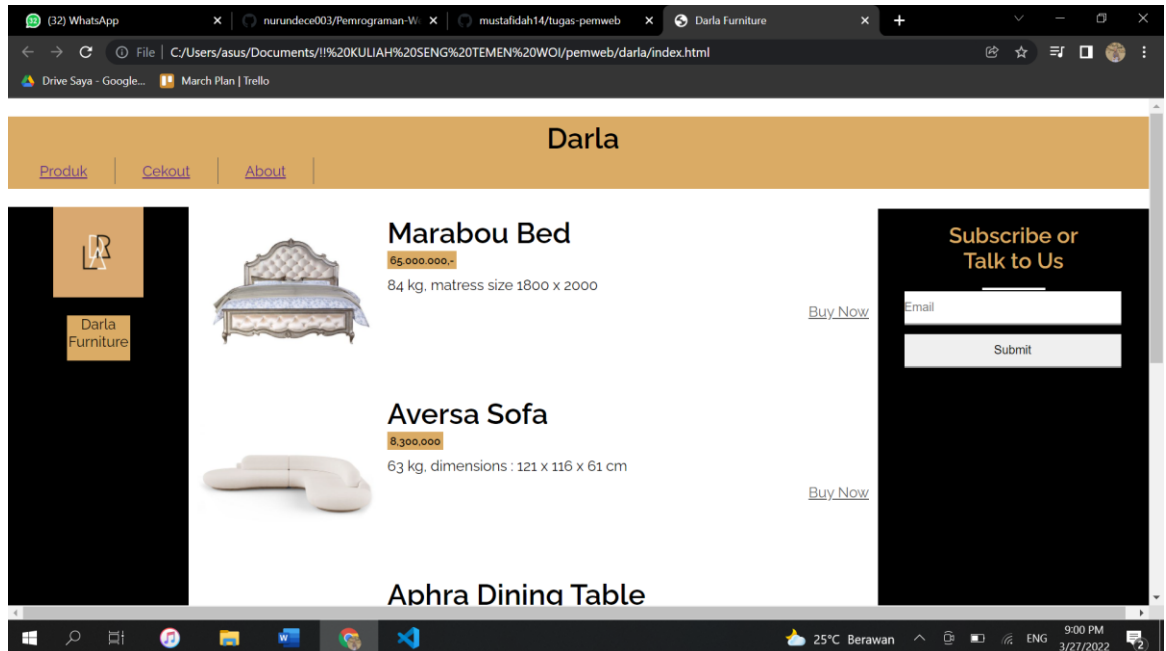 (32) WhatsApp
nurundece003/Pemrograman-W
mustafidah14/tugas-pemweb
Darla Furniture
File | C:/Users/asus/Documents/!!%20KULIAH%20SENG%20TEMEN%20WOI/pemweb/darla/index.html
Drive Saya - Google...
March Plan | Trello
Darla
Produk
Cekout
About
Darla
Furniture
Marabou Bed
65.000.000,-
84 kg, matress size 1800 x 2000
Buy Now
Aversa Sofa
8,300,000
63 kg, dimensions : 121 x 116 x 61 cm
Buy Now
Aphra Dining Table
Subscribe or
Talk to Us
Email
Submit
25°C Berawan
ENG
9:00 PM
3/27/2022
2